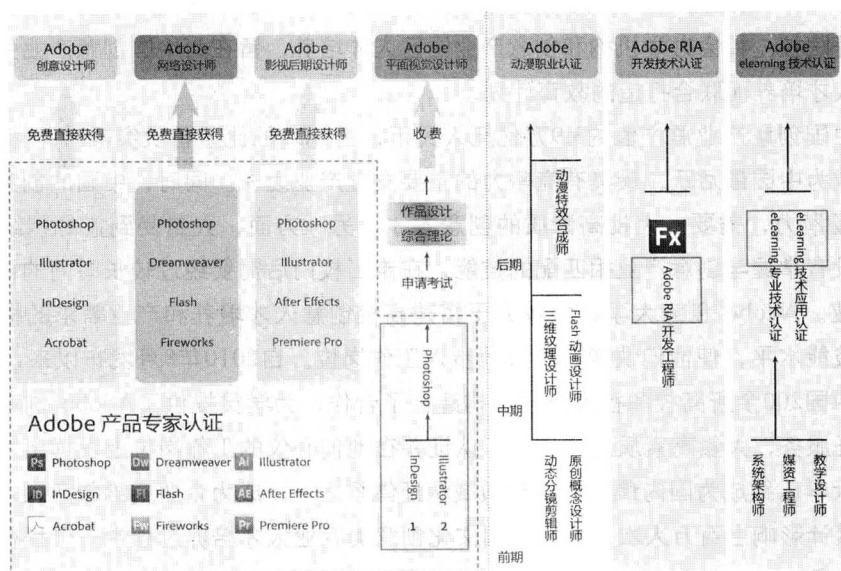 Adobe
创意设计师
Adobe
网络设计师
Adobe
影视后期设计师
Adobe
平面视觉设计师
Adobe
动漫职业认证
Adobe RIA
开发技术认证
Adobe
elearning 技术认证
免费直接获得
免费直接获得
免费直接获得
收 费
Photoshop
Illustrator
InDesign
Acrobat
Photoshop
Dreamweaver
Flash
Fireworks
Photoshop
Illustrator
After Effects
Premiere Pro
作品设计
综合理论
申请考试
Photoshop
InDesign
1
Illustrator
2
后期
动漫特效合成师
中期
三维纹理设计师
Flash 动画设计师
前期
动态分镜剪辑师
原创概念设计师
Fx
Adobe RIA 开发工程师
eLearning 专业技术认证
eLearning 技术应用认证
系统架构师
媒资工程师
教学设计师
Adobe 产品专家认证
Ps Photoshop
Dw Dreamweaver
Ai Illustrator
ID InDesign
Fl Flash
AE After Effects
Acrobat
Fw Fireworks
Pr Premiere Pro